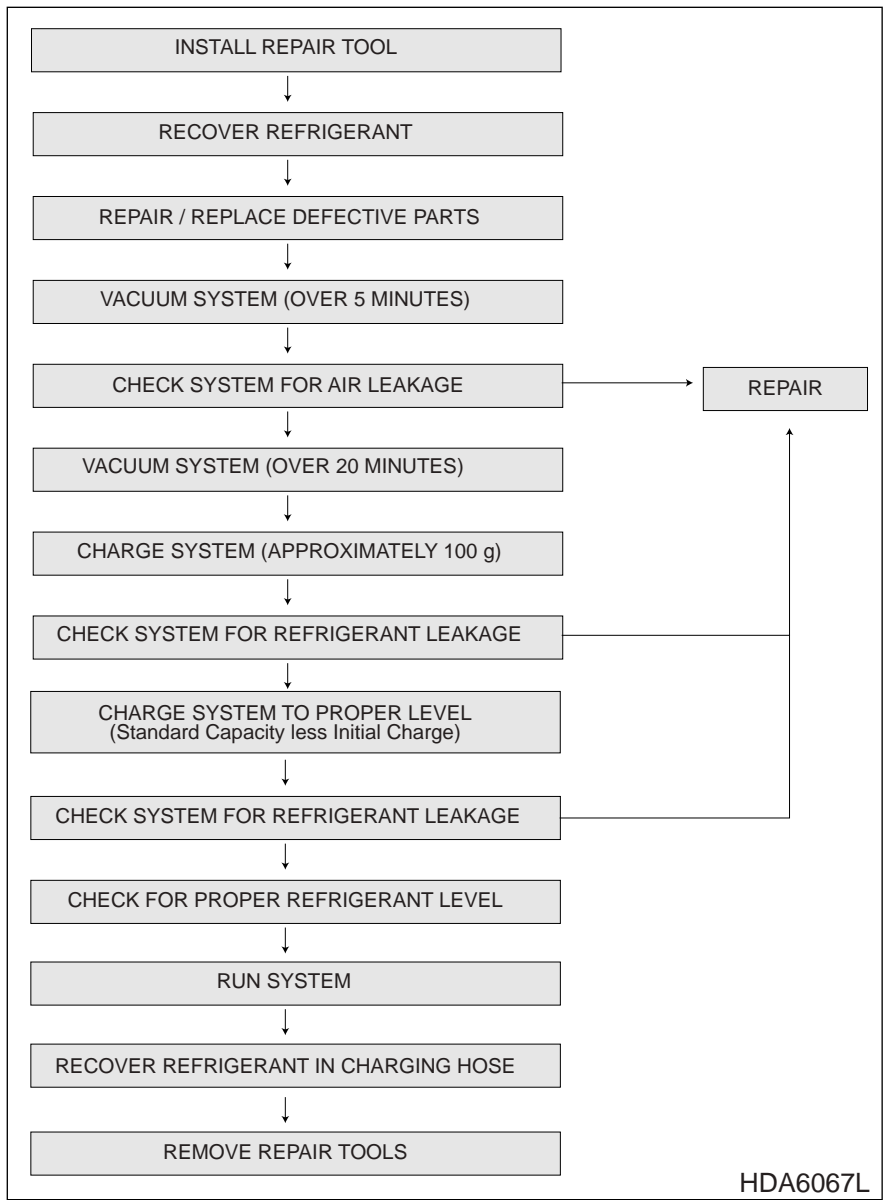 INSTALL REPAIR TOOL
RECOVER REFRIGERANT
REPAIR / REPLACE DEFECTIVE PARTS
VACUUM SYSTEM (OVER 5 MINUTES)
CHECK SYSTEM FOR AIR LEAKAGE
REPAIR
VACUUM SYSTEM (OVER 20 MINUTES)
CHARGE SYSTEM (APPROXIMATELY 100 g)
CHECK SYSTEM FOR REFRIGERANT LEAKAGE
CHARGE SYSTEM TO PROPER LEVEL
(Standard Capacity less Initial Charge)
CHECK SYSTEM FOR REFRIGERANT LEAKAGE
CHECK FOR PROPER REFRIGERANT LEVEL
RUN SYSTEM
RECOVER REFRIGERANT IN CHARGING HOSE
REMOVE REPAIR TOOLS
HDA6067L